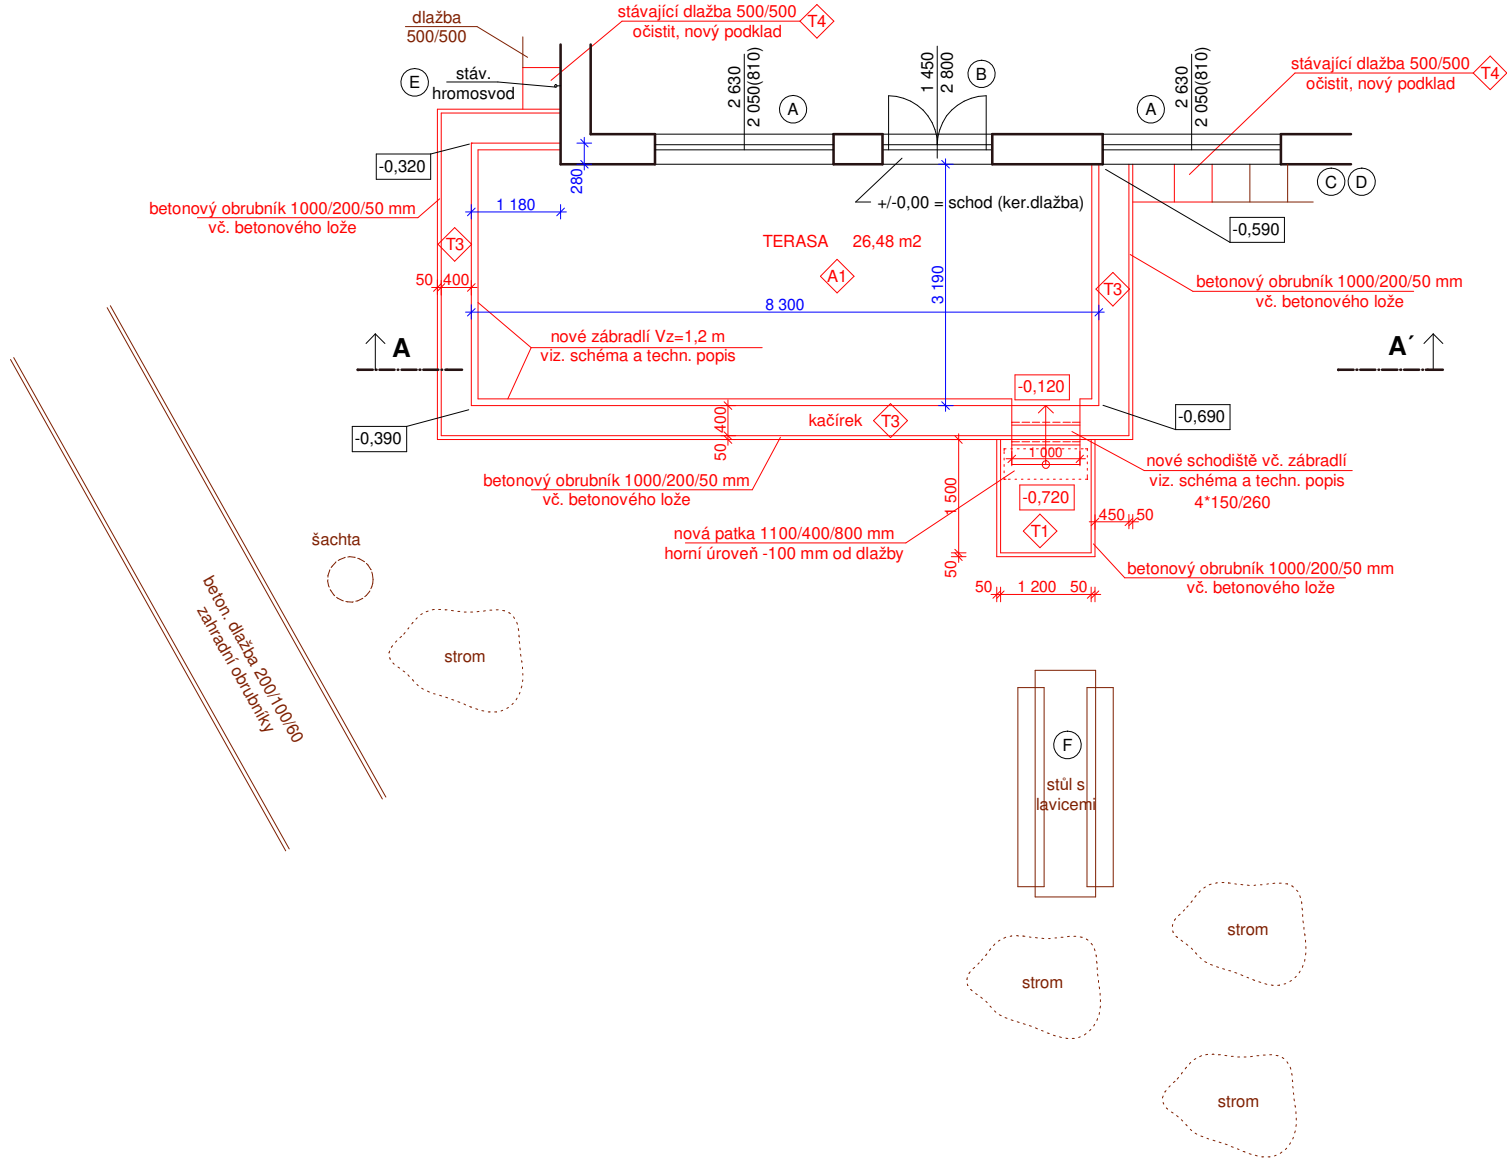 dlažba
500/500
stávající dlažba 500/500
očistit, nový podklad
T4
E
stáv.
hromosvod
2 630
2 050(810)
A
1 450
2 800
B
A
2 630
2 050(810)
stávající dlažba 500/500
očistit, nový podklad
T4
-0,320
280
1 180
C
D
betonový obrubník 1000/200/50 mm
vč. betonového lože
+/-0,00 = schod (ker.dlažba)
-0,590
T3
TERASA 26,48 m2
A1
3 190
50
400
8 300
T3
betonový obrubník 1000/200/50 mm
vč. betonového lože
A
nové zábradlí Vz=1,2 m
viz. schéma a techn. popis
A´
-0,120
-0,390
400
50
kačírek
T3
-0,690
1 000
betonový obrubník 1000/200/50 mm
vč. betonového lože
nové schodiště vč. zábradlí
viz. schéma a techn. popis
4*150/260
1 500
-0,720
450
50
nová patka 1100/400/800 mm
horní úroveň -100 mm od dlažby
T1
50
betonový obrubník 1000/200/50 mm
vč. betonového lože
50
1 200
50
šachta
beton. dlažba 200/100/60
zahradní obrubníky
strom
F
stůl s
lavicemi
strom
strom
strom